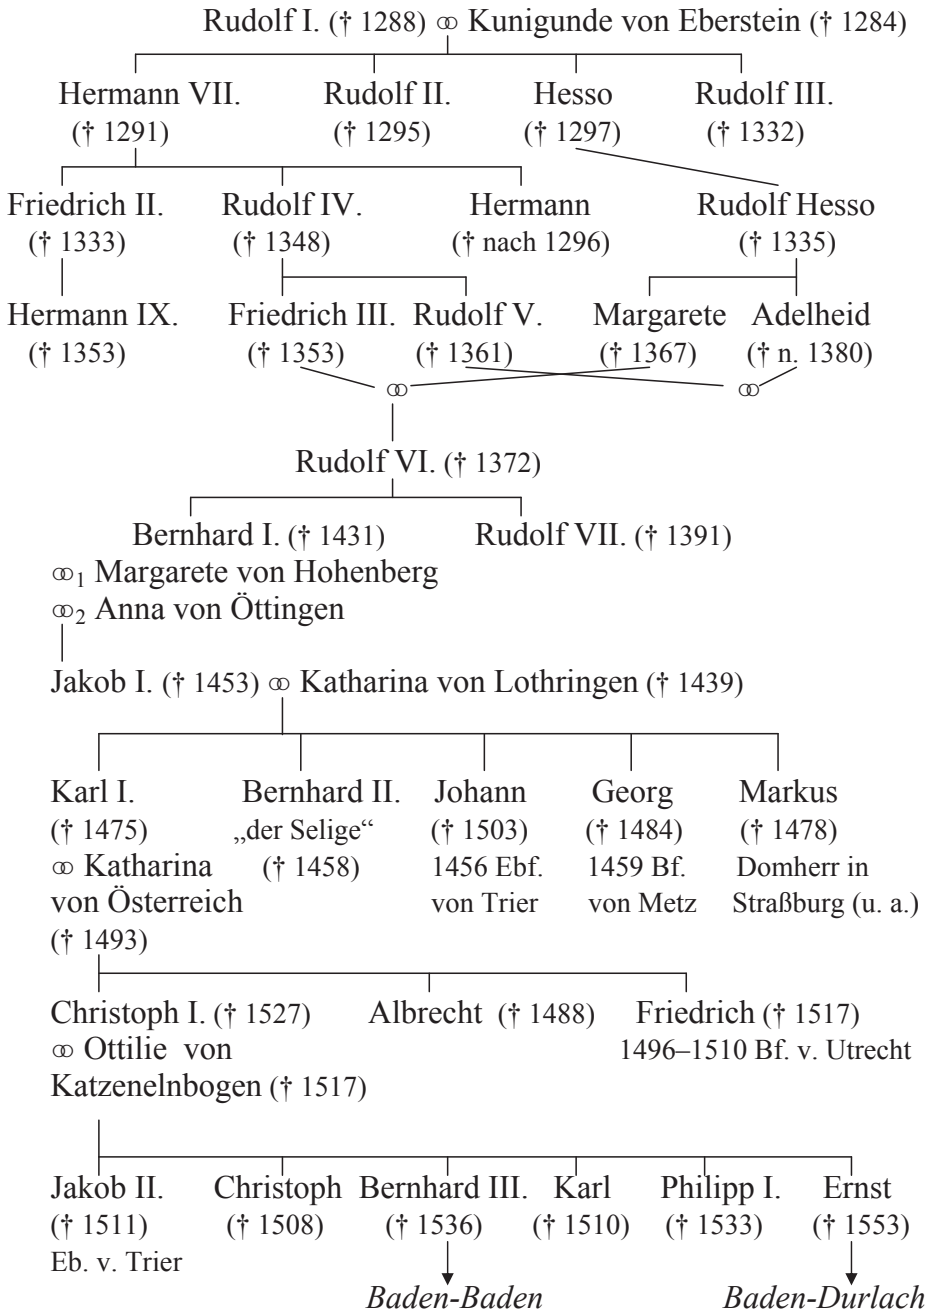 Rudolf I. († 1288) ⚭ Kunigunde von Eberstein († 1284)
Hermann VII. Rudolf II. Hesso Rudolf III.
(† 1291) († 1295) († 1297) († 1332)
Friedrich II. Rudolf IV. Hermann Rudolf Hesso
(† 1333) († 1348) († nach 1296) († 1335)
Hermann IX. Friedrich III. Rudolf V. Margarete Adelheid
(† 1353) († 1353) († 1361) († 1367) († n. 1380)
⚭ ⚭
Rudolf VI. († 1372)
Bernhard I. († 1431) Rudolf VII. († 1391)
⚭1 Margarete von Hohenberg
⚭2 Anna von Öttingen
Jakob I. († 1453) ⚭ Katharina von Lothringen († 1439)
Karl I. Bernhard II. Johann Georg Markus
(† 1475) „der Selige“ († 1503) († 1484) († 1478)
⚭ Katharina († 1458) 1456 Ebf. 1459 Bf. Domherr in
von Österreich von Trier von Metz Straßburg (u. a.)
(† 1493)
Christoph I. († 1527) Albrecht († 1488) Friedrich († 1517)
⚭ Ottilie von 1496–1510 Bf. v. Utrecht
Katzenelnbogen († 1517)
Jakob II. Christoph Bernhard III. Karl Philipp I. Ernst
(† 1511) († 1508) († 1536) († 1510) († 1533) († 1553)
Eb. v. Trier
Baden-Baden Baden-Durlach